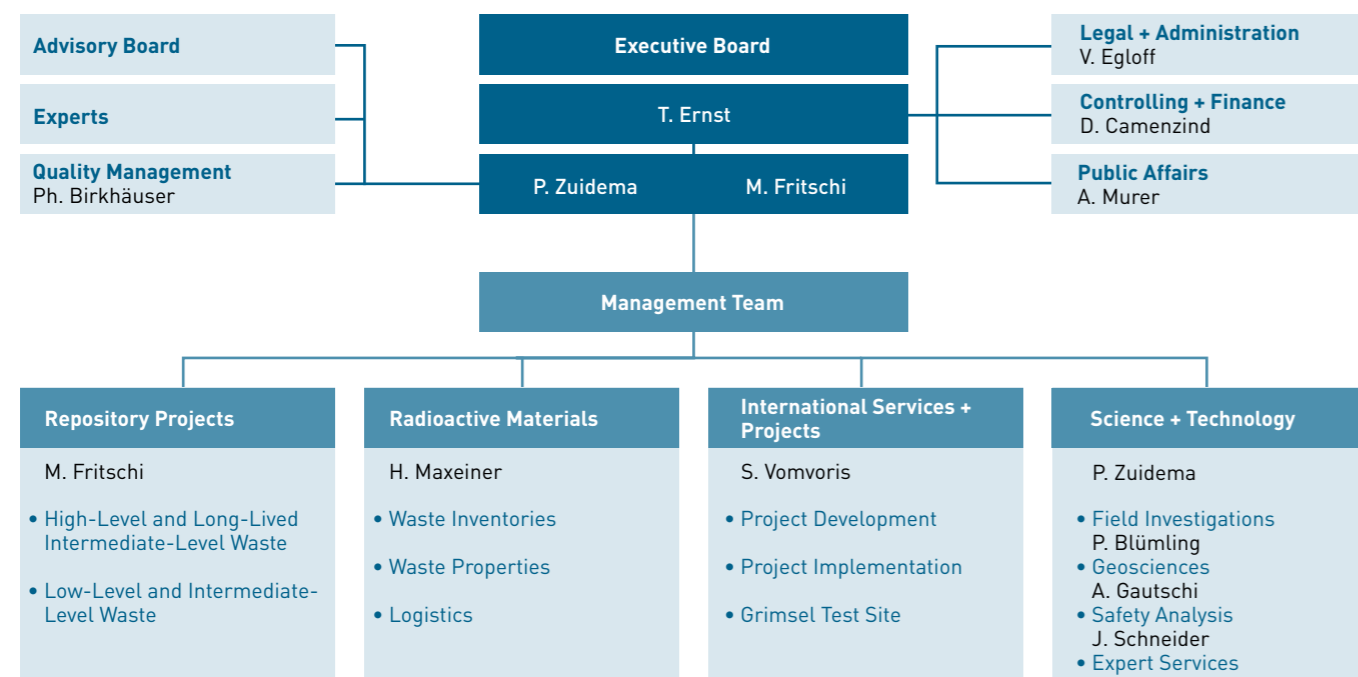 Advisory Board
Experts
Quality Management
Ph. Birkhäuser
Executive Board
T. Ernst
P. Zuidema
M. Fritschi
Legal + Administration
V. Egloff
Controlling + Finance
D. Camenzind
Public Affairs
A. Murer
Management Team
Repository Projects
M. Fritschi
• High-Level and Long-Lived
Intermediate-Level Waste
• Low-Level and Intermediate-
Level Waste
Radioactive Materials
H. Maxeiner
• Waste Inventories
• Waste Properties
• Logistics
International Services +
Projects
S. Vomvoris
• Project Development
• Project Implementation
• Grimsel Test Site
Science + Technology
P. Zuidema
• Field Investigations
P. Blümling
• Geosciences
A. Gautschi
• Safety Analysis
J. Schneider
• Expert Services